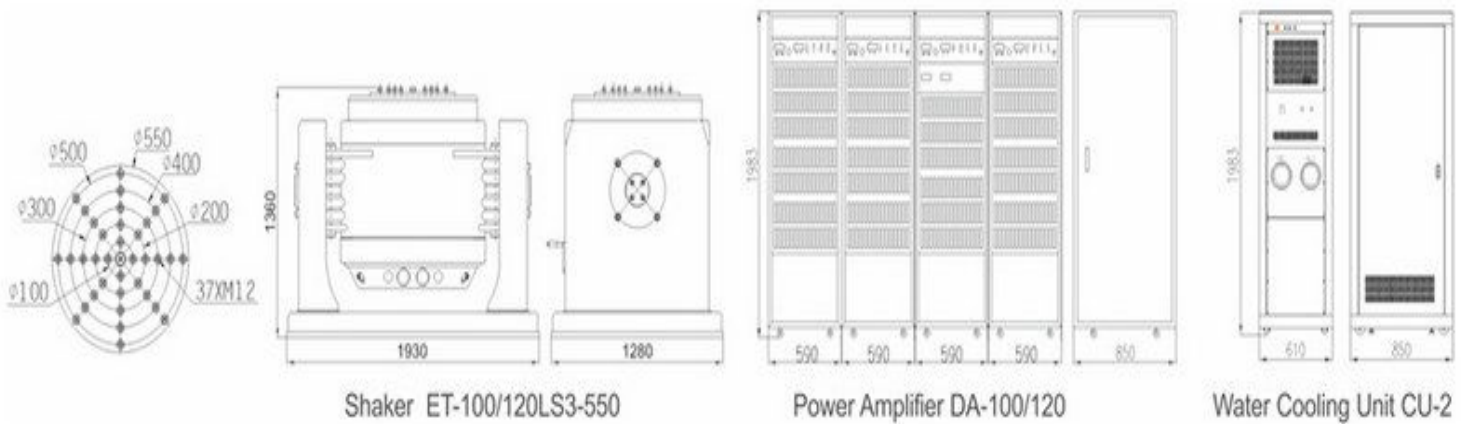 φ550
φ500
φ400
φ300
φ200
φ100
37XM12
1360
1930
1280
1983
590
590
590
590
850
1983
610
850
Shaker ET-100/120LS3-550
Power Amplifier DA-100/120
Water Cooling Unit CU-2